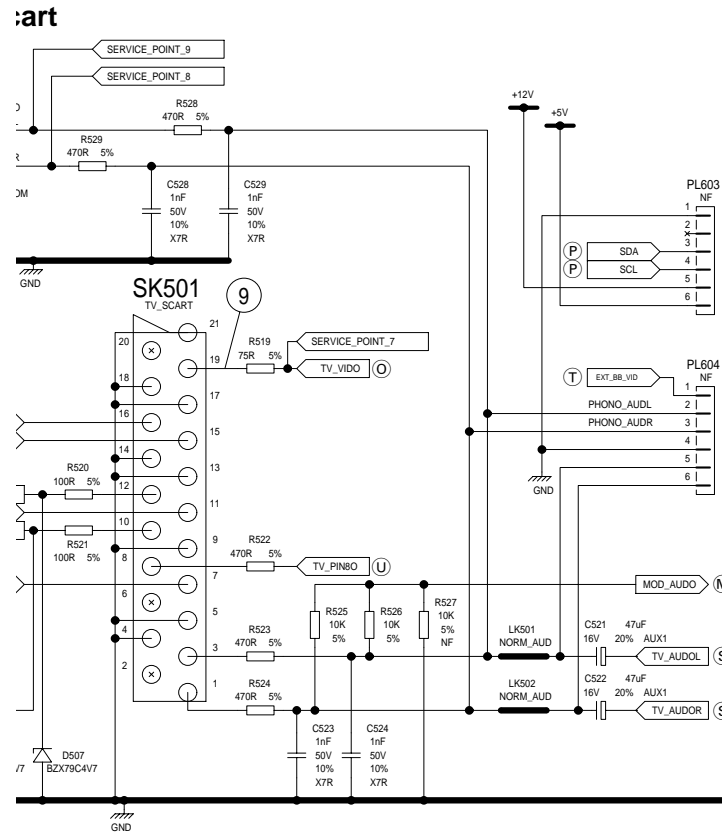 cart
SERVICE_POINT_9
SERVICE_POINT_8
R528
470R 5%
R529
470R 5%
C528
1nF
50V
10%
X7R
C529
1nF
50V
10%
X7R
GND
+12V
+5V
PL603
NF
1
2
3
4
5
6
P
SDA
P
SCL
SK501
TV_SCART
9
21
20
19
18
17
16
15
14
13
12
11
10
9
8
7
6
5
4
3
2
1
R519
75R 5%
SERVICE_POINT_7
TV_VIDO
O
PL604
NF
T
EXT_BB_VID
PHONO_AUDL
PHONO_AUDR
1
2
3
4
5
6
GND
R520
100R 5%
R521
100R 5%
R522
470R 5%
TV_PIN8O
U
MOD_AUDO
R525
10K
5%
R526
10K
5%
R527
10K
5%
NF
R523
470R 5%
R524
470R 5%
LK501
NORM_AUD
LK502
NORM_AUD
C521 47uF
16V 20% AUX1
TV_AUDOL
S
C522 47uF
16V 20% AUX1
TV_AUDOR
S
C523
1nF
50V
10%
X7R
C524
1nF
50V
10%
X7R
D507
BZX79C4V7
GND